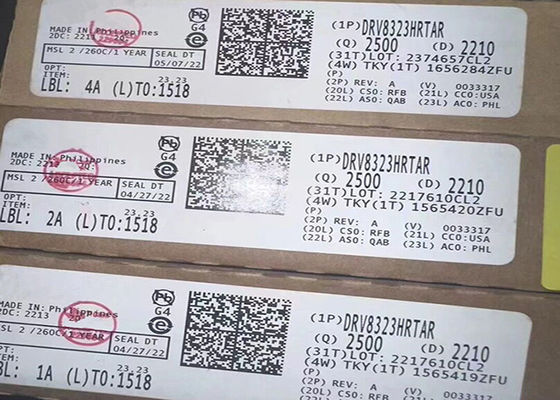 MADE IN: Philippines
2DC: 2213 2Q:
MSL 2 /260C/1 YEAR SEAL DT
05/07/22
OPT:
ITEM: 23,23
LBL: 4A (L)TO:1518
Pb
G4
e
(1P)DRV8323HRTAR
(Q) 2500 (D) 2210
(31T)LOT: 2374657CL2
(4W) TKY(1T) 1656284ZFU
(P)
(2P) REV: (V) 0033317
(20L) CSO: RFB (21L) CCO:USA
(22L) ASO: QAB (23L) ACO: PHL
MADE IN: Philippines
2DC: 2213 2Q:
MSL 2 /260C/1 YEAR SEAL DT
04/27/22
OPT:
ITEM: 23,23
LBL: 2A (L)TO:1518
Pb
G4
e
(1P)DRV8323HRTAR
(Q) 2500 (D) 2210
(31T)LOT: 2217610CL2
(4W) TKY(1T) 1565420ZFU
(P)
(2P) REV: A (V) 0033317
(20L) CSO: RFB (21L) CCO:USA
(22L) ASO: QAB (23L) ACO: PHL
MADE IN: Philippines
2DC: 2213 2Q:
MSL 2 /260C/1 YEAR SEAL DT
04/27/22
OPT:
ITEM: 23,23
LBL: 1A (L)TO:1518
Pb
G4
e
(1P)DRV8323HRTAR
(Q) 2500 (D) 2210
(31T)LOT: 2217610CL2
(4W) TKY(1T) 1565419ZFU
(P)
(2P) REV: A (V) 0033317
(20L) CSO: RFB (21L) CCO:USA